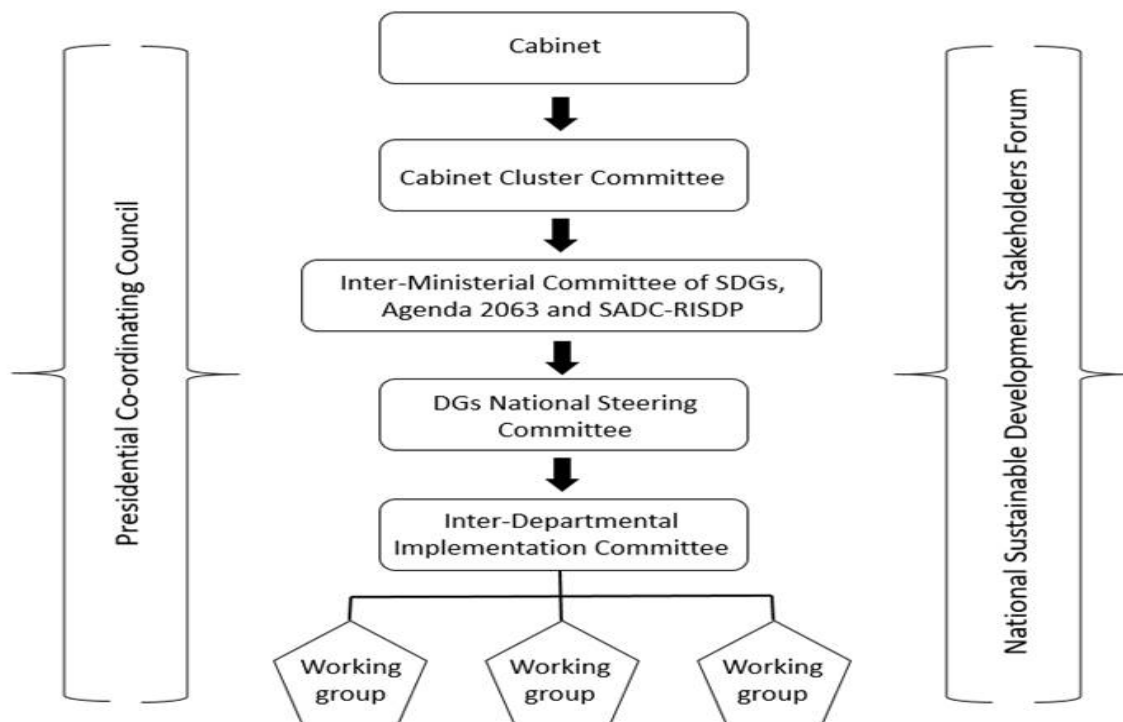 Cabinet
Cabinet Cluster Committee
Inter-Ministerial Committee of SDGs,
Agenda 2063 and SADC-RISDP
DGs National Steering
Committee
Inter-Departmental
Implementation Committee
Working
group
Working
group
Working
group
Presidential Co-ordinating Council
National Sustainable Development Stakeholders Forum